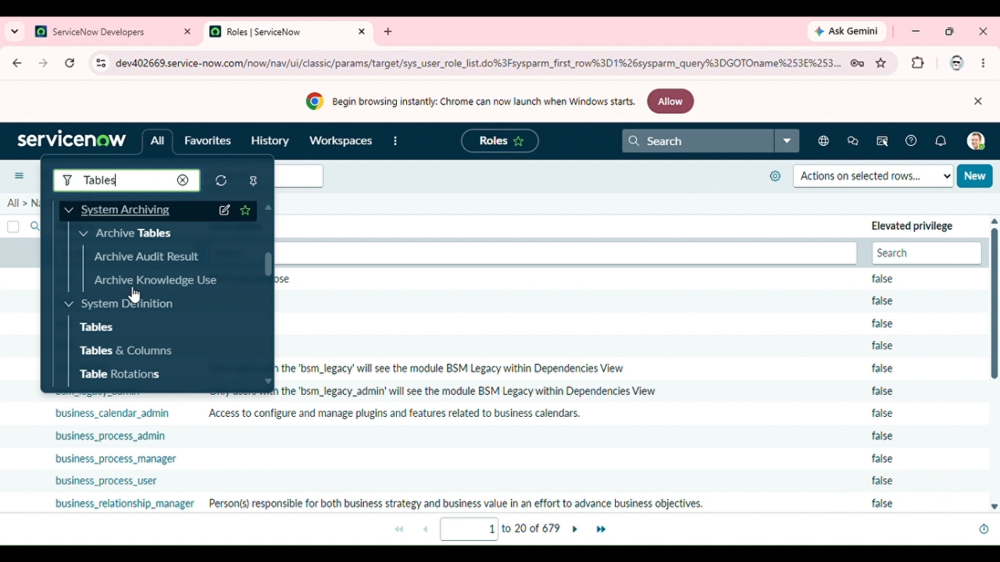 ServiceNow Developers
Roles | ServiceNow
Ask Gemini
dev402669.service-now.com/now/nav/ui/classic/params/target/sys_user_role_list.do%3Fsysparm_first_row%3D1%26sysparm_query%3DGOTOname%253E%253...
Begin browsing instantly: Chrome can now launch when Windows starts.
Allow
servicenow
All
Favorites
History
Workspaces
Roles
Search
Tables
Actions on selected rows...
New
All > Na
System Archiving
Archive Tables
Archive Audit Result
Archive Knowledge Use
System Definition
Tables
Tables & Columns
Table Rotations
Elevated privilege
Search
ose
false
false
false
false
the 'bsm_legacy' will see the module BSM Legacy within Dependencies View
false
the 'bsm_legacy_admin' will see the module BSM Legacy within Dependencies View
false
business_calendar_admin
Access to configure and manage plugins and features related to business calendars.
false
business_process_admin
false
business_process_manager
false
business_process_user
false
business_relationship_manager
Person(s) responsible for both business strategy and business value in an effort to advance business objectives.
false
1 to 20 of 679